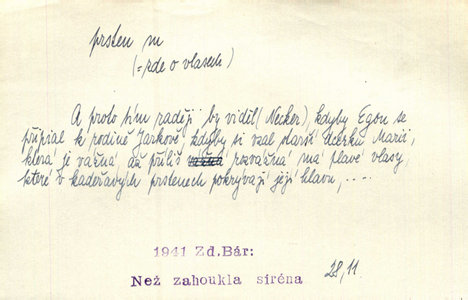 prsten m
(= zde o vlasech)
A proto tím raději by viděl (Necker), kdyby Egon se
připial k rodině Jarkově, kdyby si vzal starší dcerku Marii,
která je vážná až příliš rozvážná má plavé vlasy,
které v kadeřavých prstenech pokrývají její hlavu, ....
1941 Zd.Bár:
Než zahoukla siréna
28,11.